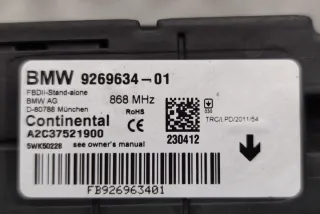 BMW 9269634-01
FBDII-Stand-alone
BMW AG 868 MHz
D-80788 München RoHS
Continental CE
A2C37521900 230412
5WK50228 see owner's manual
TRC/LPD/2011/54
FB926963401